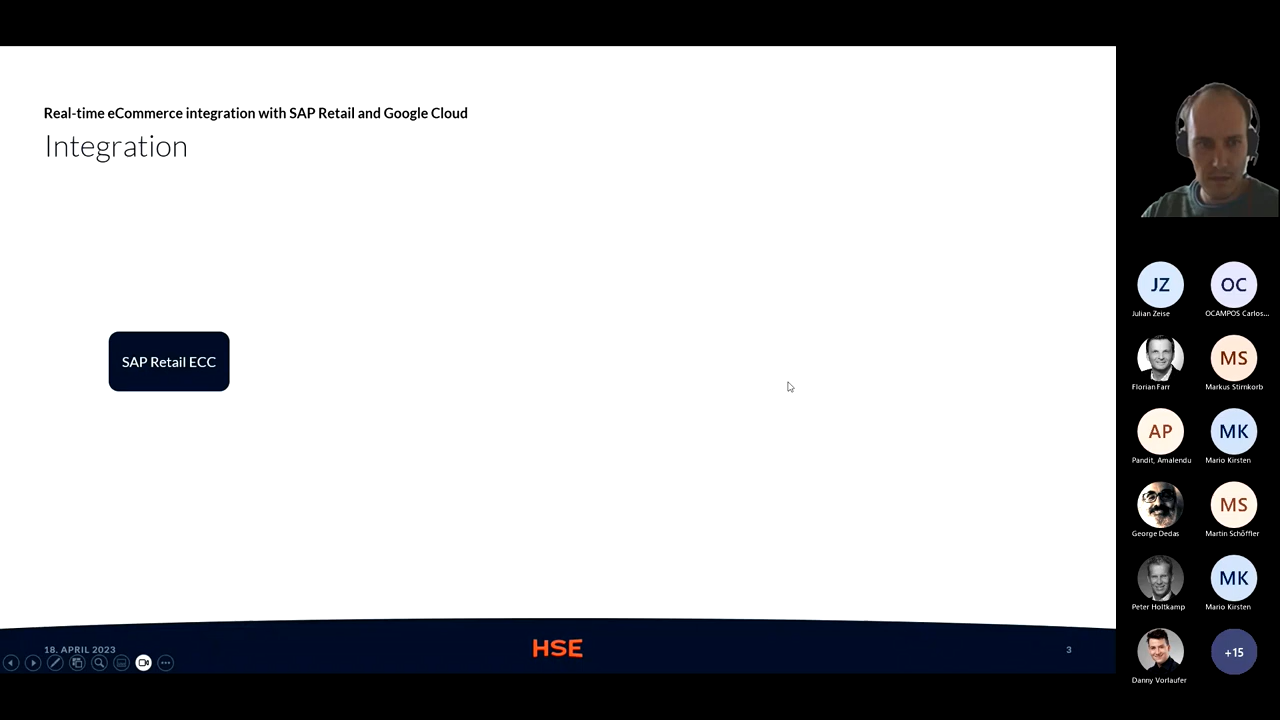 Real-time eCommerce integration with SAP Retail and Google Cloud
Integration
SAP Retail ECC
18. APRIL 2023
HSE
3
JZ
Julian Zeise
OC
OCAMPOS Carlos...
Florian Farr
MS
Markus Stirnkorb
AP
Pandit, Amalendu
MK
Mario Kirsten
George Dedas
MS
Martin Schöffler
Peter Holtkamp
MK
Mario Kirsten
Danny Vorlaufer
+15